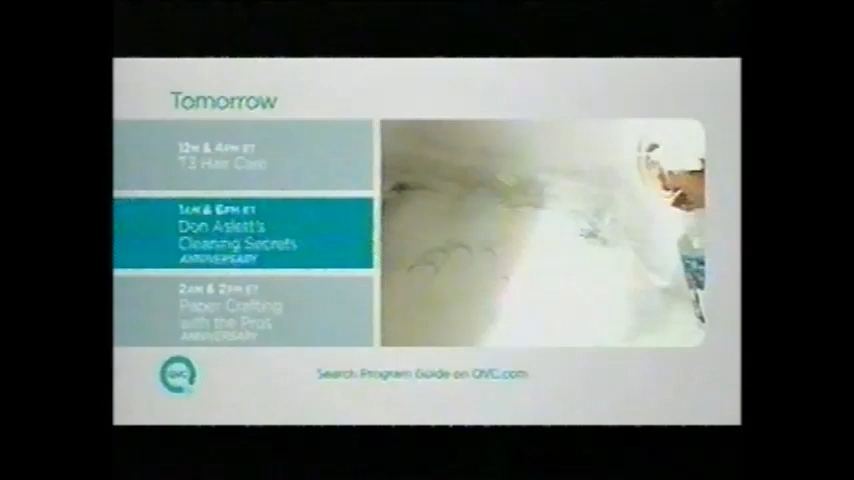 Tomorrow
12N & 4PM ET
T3 Hair Care
1AM & 6PM ET
Don Aslett's
Cleaning Secrets
ANNIVERSARY
2AM & 2PM ET
Paper Crafting
with the Pros
ANNIVERSARY
QVC
Search Program Guide on QVC.com